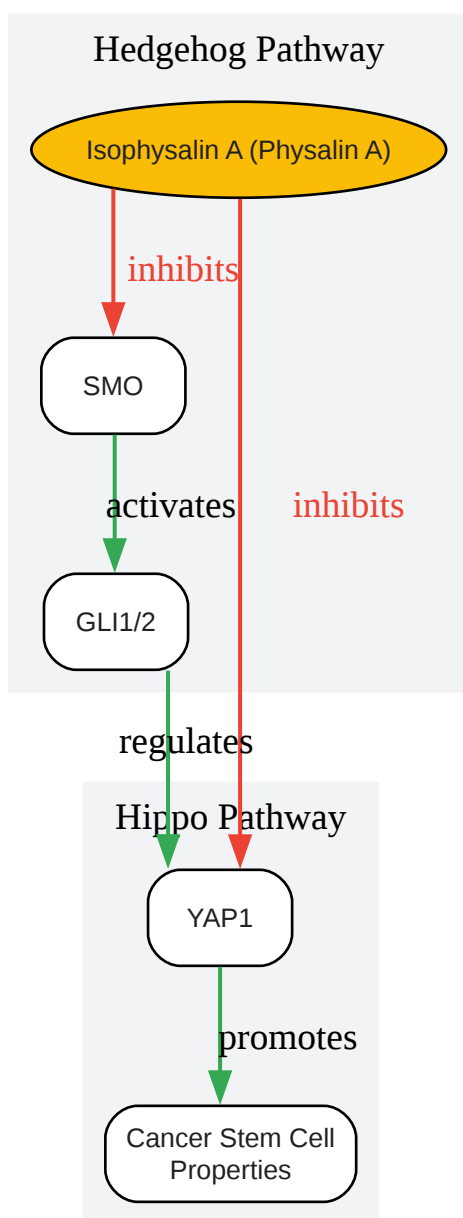 Hedgehog Pathway
Isophysalin A (Physalin A)
inhibits
SMO
activates
inhibits
GLI1/2
regulates
Hippo Pathway
YAP1
promotes
Cancer Stem Cell
Properties